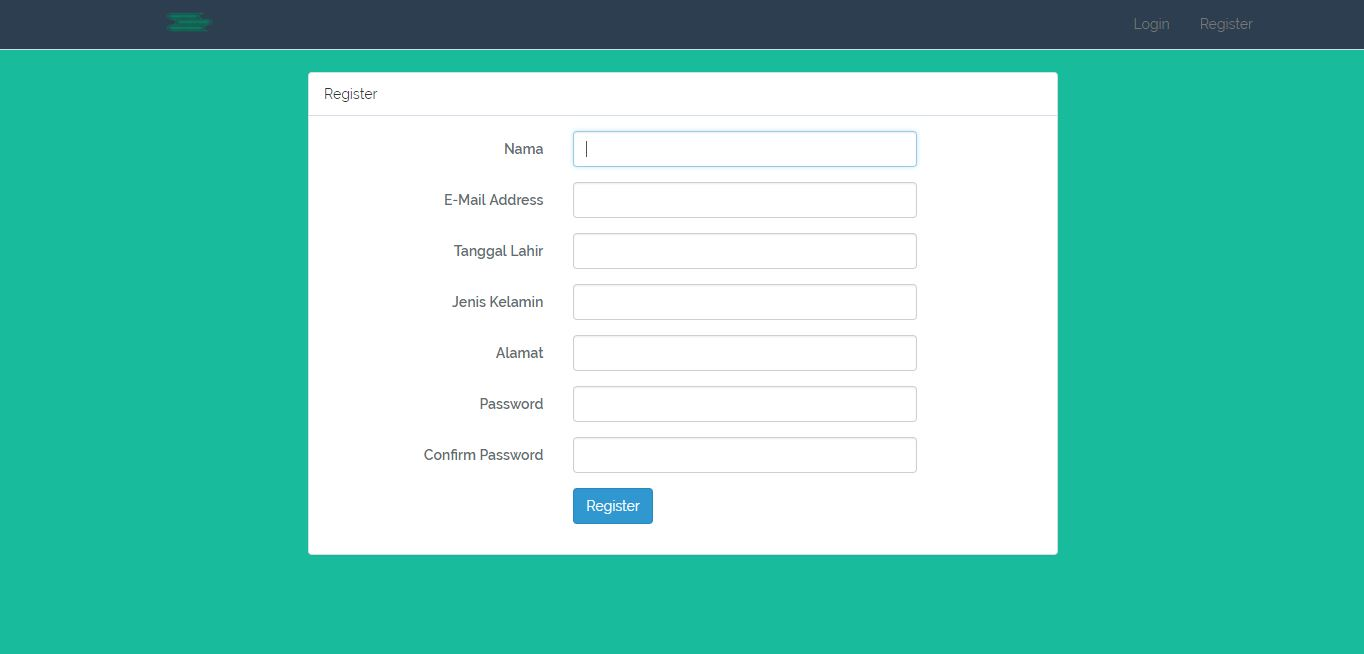 Login Register
Register
Nama
E-Mail Address
Tanggal Lahir
Jenis Kelamin
Alamat
Password
Confirm Password
Register